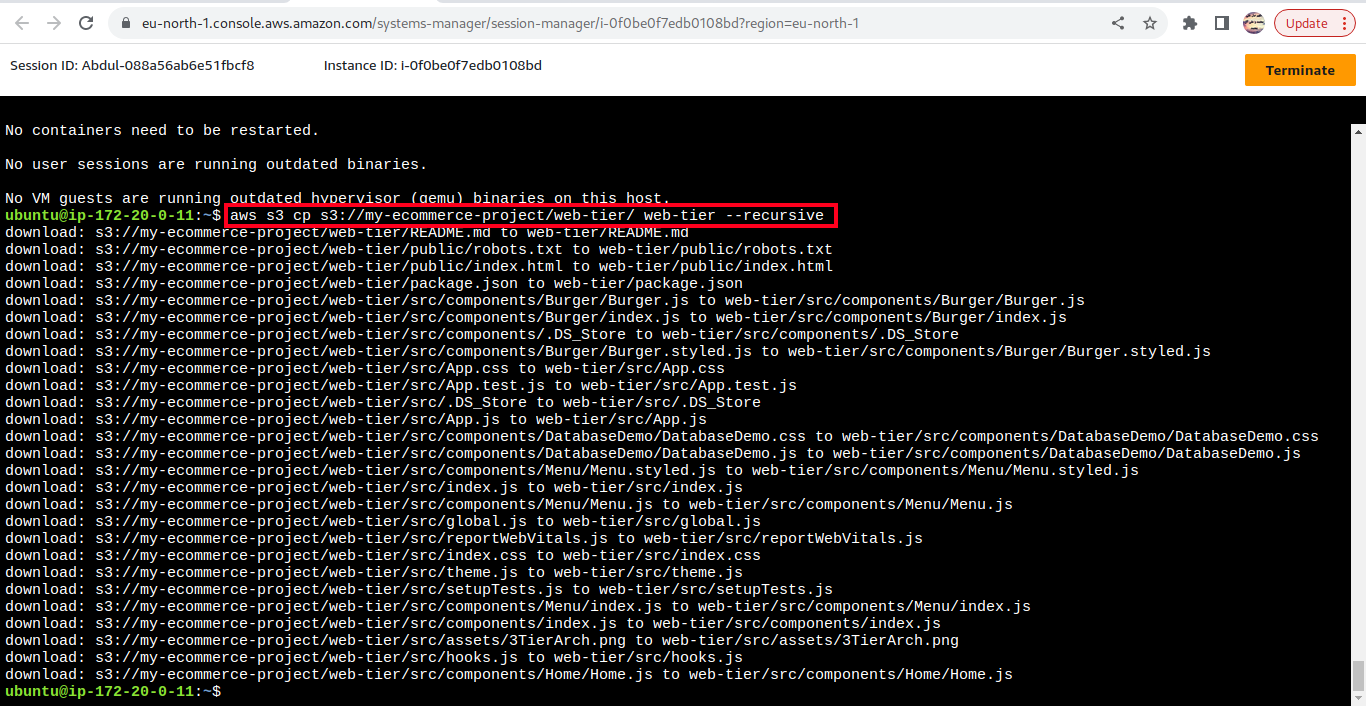 eu-north-1.console.aws.amazon.com/systems-manager/session-manager/i-0f0be0f7edb0108bd?region=eu-north-1
Update
Session ID: Abdul-088a56ab6e51fbcf8 Instance ID: i-0f0be0f7edb0108bd
Terminate
No containers need to be restarted.
No user sessions are running outdated binaries.
No VM guests are running outdated hypervisor (qemu) binaries on this host.
ubuntu@ip-172-20-0-11:~$ aws s3 cp s3://my-ecommerce-project/web-tier/ web-tier --recursive
download: s3://my-ecommerce-project/web-tier/README.md to web-tier/README.md
download: s3://my-ecommerce-project/web-tier/public/robots.txt to web-tier/public/robots.txt
download: s3://my-ecommerce-project/web-tier/public/index.html to web-tier/public/index.html
download: s3://my-ecommerce-project/web-tier/package.json to web-tier/package.json
download: s3://my-ecommerce-project/web-tier/src/components/Burger/Burger.js to web-tier/src/components/Burger/Burger.js
download: s3://my-ecommerce-project/web-tier/src/components/Burger/index.js to web-tier/src/components/Burger/index.js
download: s3://my-ecommerce-project/web-tier/src/components/.DS_Store to web-tier/src/components/.DS_Store
download: s3://my-ecommerce-project/web-tier/src/components/Burger/Burger.styled.js to web-tier/src/components/Burger/Burger.styled.js
download: s3://my-ecommerce-project/web-tier/src/App.css to web-tier/src/App.css
download: s3://my-ecommerce-project/web-tier/src/App.test.js to web-tier/src/App.test.js
download: s3://my-ecommerce-project/web-tier/src/.DS_Store to web-tier/src/.DS_Store
download: s3://my-ecommerce-project/web-tier/src/App.js to web-tier/src/App.js
download: s3://my-ecommerce-project/web-tier/src/components/DatabaseDemo/DatabaseDemo.css to web-tier/src/components/DatabaseDemo/DatabaseDemo.css
download: s3://my-ecommerce-project/web-tier/src/components/DatabaseDemo/DatabaseDemo.js to web-tier/src/components/DatabaseDemo/DatabaseDemo.js
download: s3://my-ecommerce-project/web-tier/src/components/Menu/Menu.styled.js to web-tier/src/components/Menu/Menu.styled.js
download: s3://my-ecommerce-project/web-tier/src/index.js to web-tier/src/index.js
download: s3://my-ecommerce-project/web-tier/src/components/Menu/Menu.js to web-tier/src/components/Menu/Menu.js
download: s3://my-ecommerce-project/web-tier/src/global.js to web-tier/src/global.js
download: s3://my-ecommerce-project/web-tier/src/reportWebVitals.js to web-tier/src/reportWebVitals.js
download: s3://my-ecommerce-project/web-tier/src/index.css to web-tier/src/index.css
download: s3://my-ecommerce-project/web-tier/src/theme.js to web-tier/src/theme.js
download: s3://my-ecommerce-project/web-tier/src/setupTests.js to web-tier/src/setupTests.js
download: s3://my-ecommerce-project/web-tier/src/components/Menu/index.js to web-tier/src/components/Menu/index.js
download: s3://my-ecommerce-project/web-tier/src/components/index.js to web-tier/src/components/index.js
download: s3://my-ecommerce-project/web-tier/src/assets/3TierArch.png to web-tier/src/assets/3TierArch.png
download: s3://my-ecommerce-project/web-tier/src/hooks.js to web-tier/src/hooks.js
download: s3://my-ecommerce-project/web-tier/src/components/Home/Home.js to web-tier/src/components/Home/Home.js
ubuntu@ip-172-20-0-11:~$